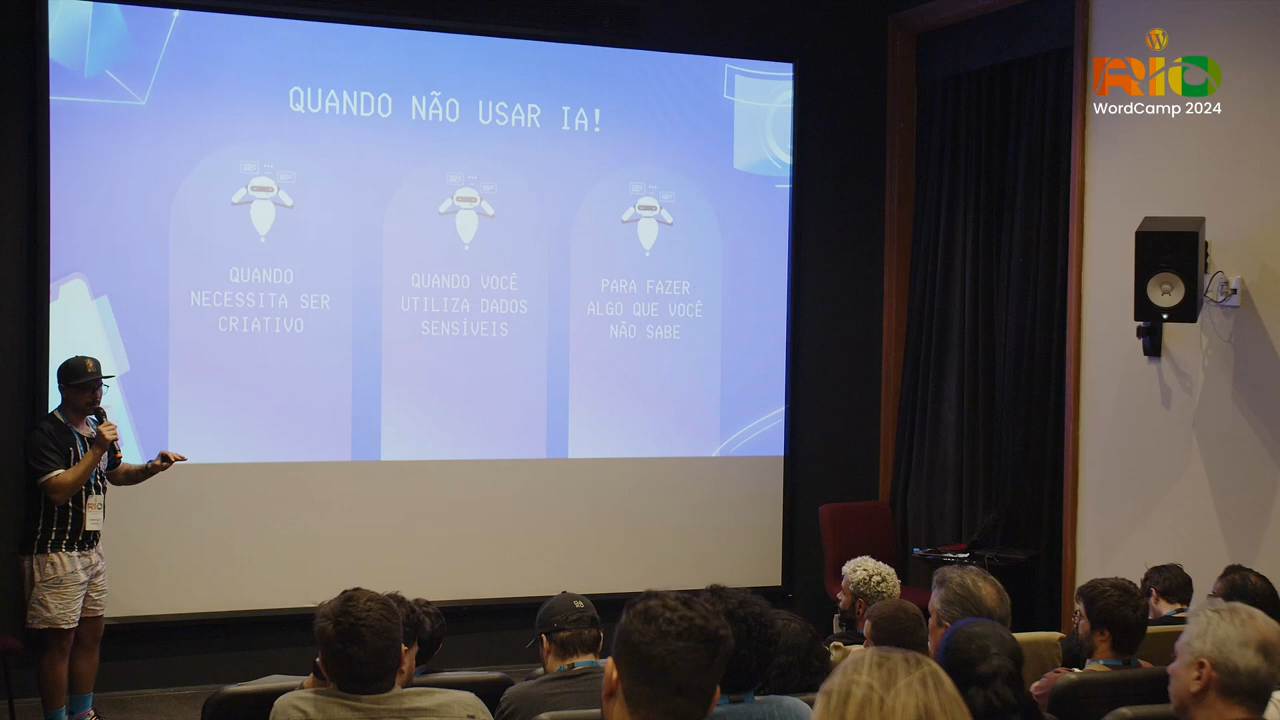 QUANDO NÃO USAR IA!
QUANDO
NECESSITA SER
CRIATIVO
QUANDO VOCÊ
UTILIZA DADOS
SENSÍVEIS
PARA FAZER
ALGO QUE VOCÊ
NÃO SABE
RIO
WordCamp 2024
RIO